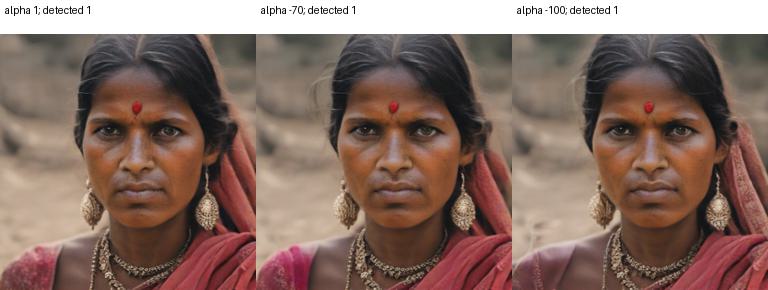 alpha 1; detected 1
alpha -70; detected 1
alpha -100; detected 1